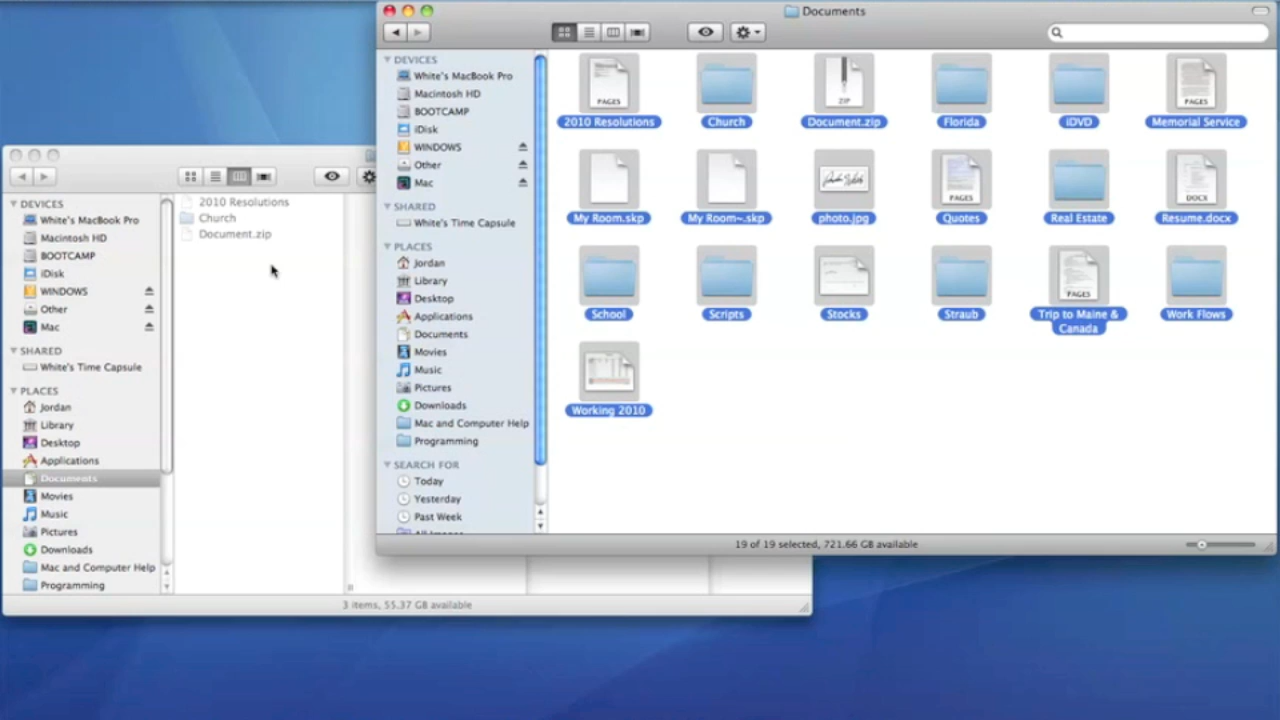 Documents
DEVICES
White's MacBook Pro
Macintosh HD
BOOTCAMP
iDisk
WINDOWS
Other
Mac
SHARED
White's Time Capsule
PLACES
Jordan
Library
Desktop
Applications
Documents
Movies
Music
Pictures
Downloads
Mac and Computer Help
Programming
SEARCH FOR
Today
Yesterday
Past Week
All Images
PAGES
ZIP
PAGES
2010 Resolutions
Church
Document.zip
Florida
iDVD
Memorial Service
PAGES
DOCX
My Room.skp
My Room~.skp
photo.jpg
Quotes
Real Estate
Resume.docx
PAGES
School
Scripts
Stocks
Straub
Trip to Maine &
Canada
Work Flows
Working 2010
19 of 19 selected, 721.66 GB available
DEVICES
White's MacBook Pro
Macintosh HD
BOOTCAMP
iDisk
WINDOWS
Other
Mac
SHARED
White's Time Capsule
PLACES
Jordan
Library
Desktop
Applications
Documents
Movies
Music
Pictures
Downloads
Mac and Computer Help
Programming
2010 Resolutions
Church
Document.zip
3 items, 55.37 GB available